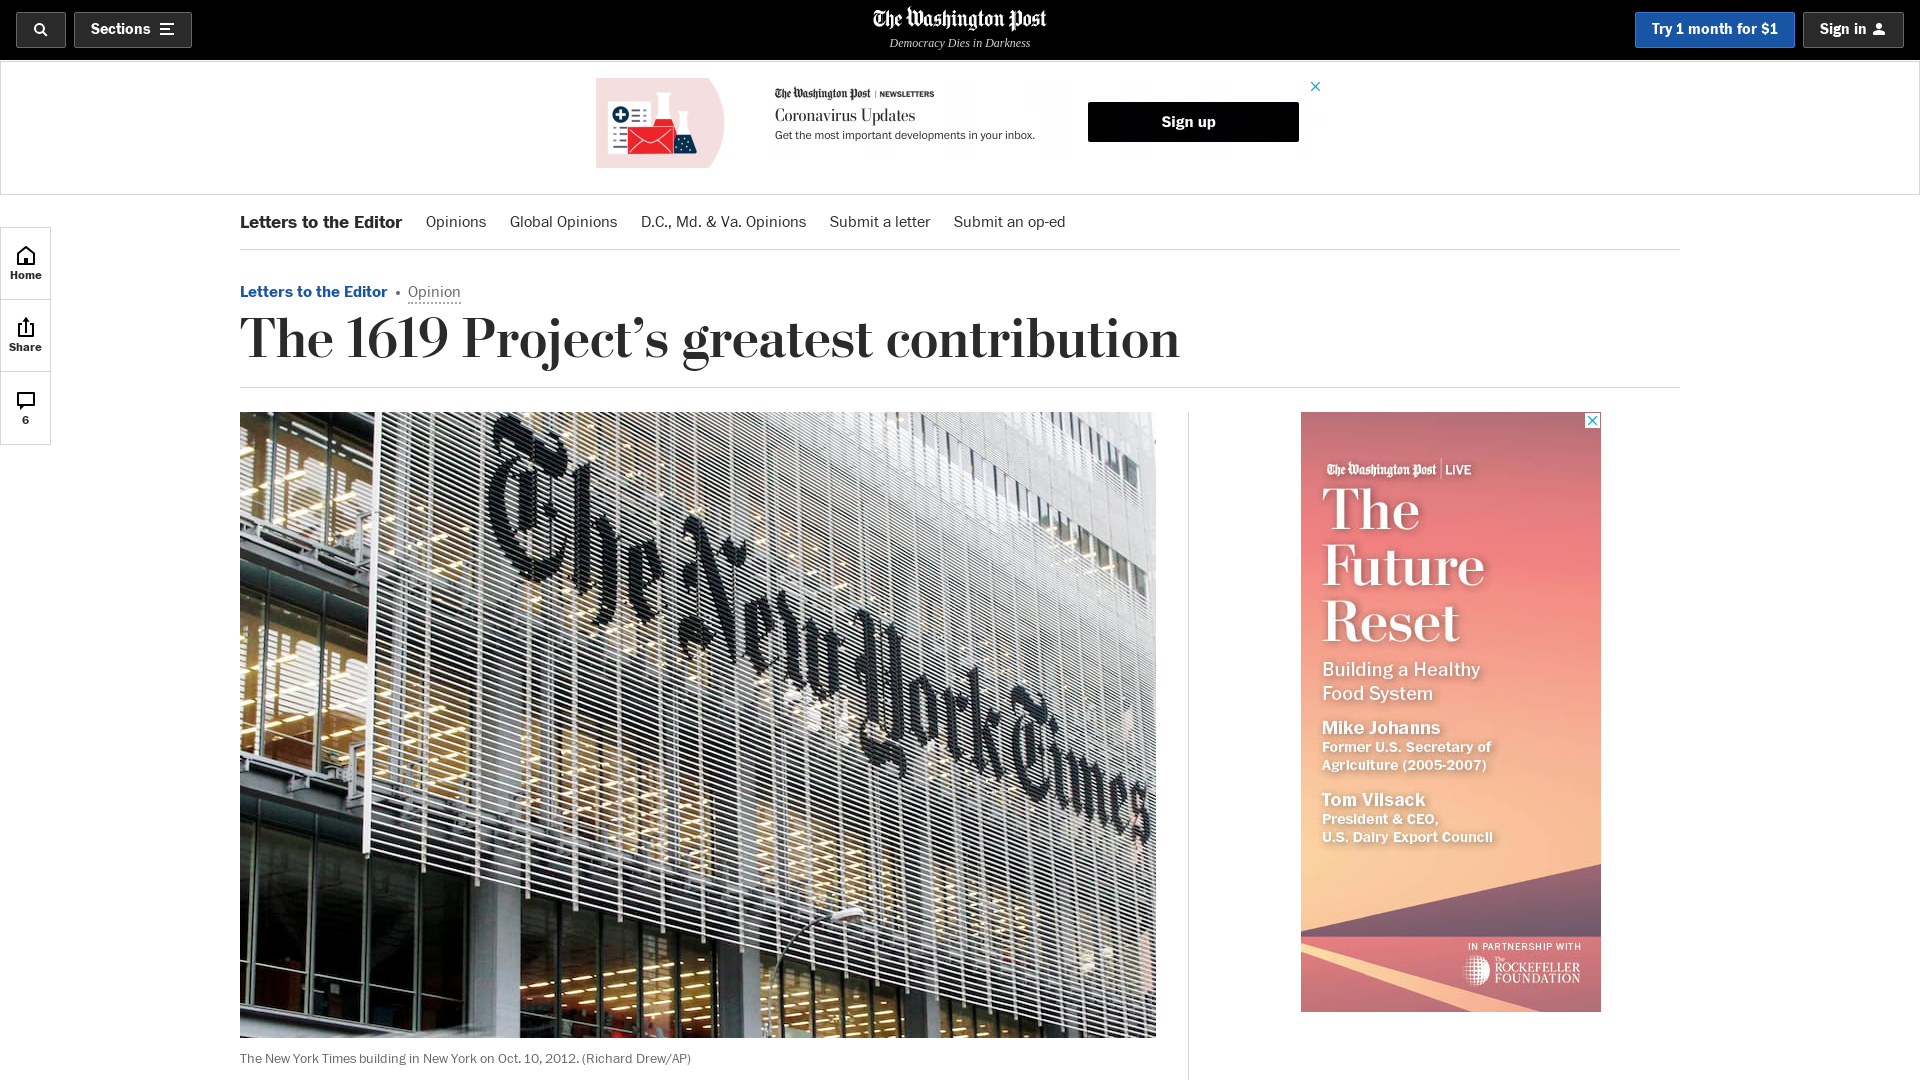 Sections
The Washington Post
Democracy Dies in Darkness
Try 1 month for $1
Sign in
The Washington Post | NEWSLETTERS
Coronavirus Updates
Get the most important developments in your inbox.
Sign up
Letters to the Editor Opinions Global Opinions D.C., Md. & Va. Opinions Submit a letter Submit an op-ed
Home
Share
6
Letters to the Editor • Opinion
The 1619 Project’s greatest contribution
The New York Times
The New York Times building in New York on Oct. 10, 2012. (Richard Drew/AP)
The Washington Post | LIVE
The
Future
Reset
Building a Healthy
Food System
Mike Johanns
Former U.S. Secretary of
Agriculture (2005-2007)
Tom Vilsack
President & CEO,
U.S. Dairy Export Council
IN PARTNERSHIP WITH
The
ROCKEFELLER
FOUNDATION